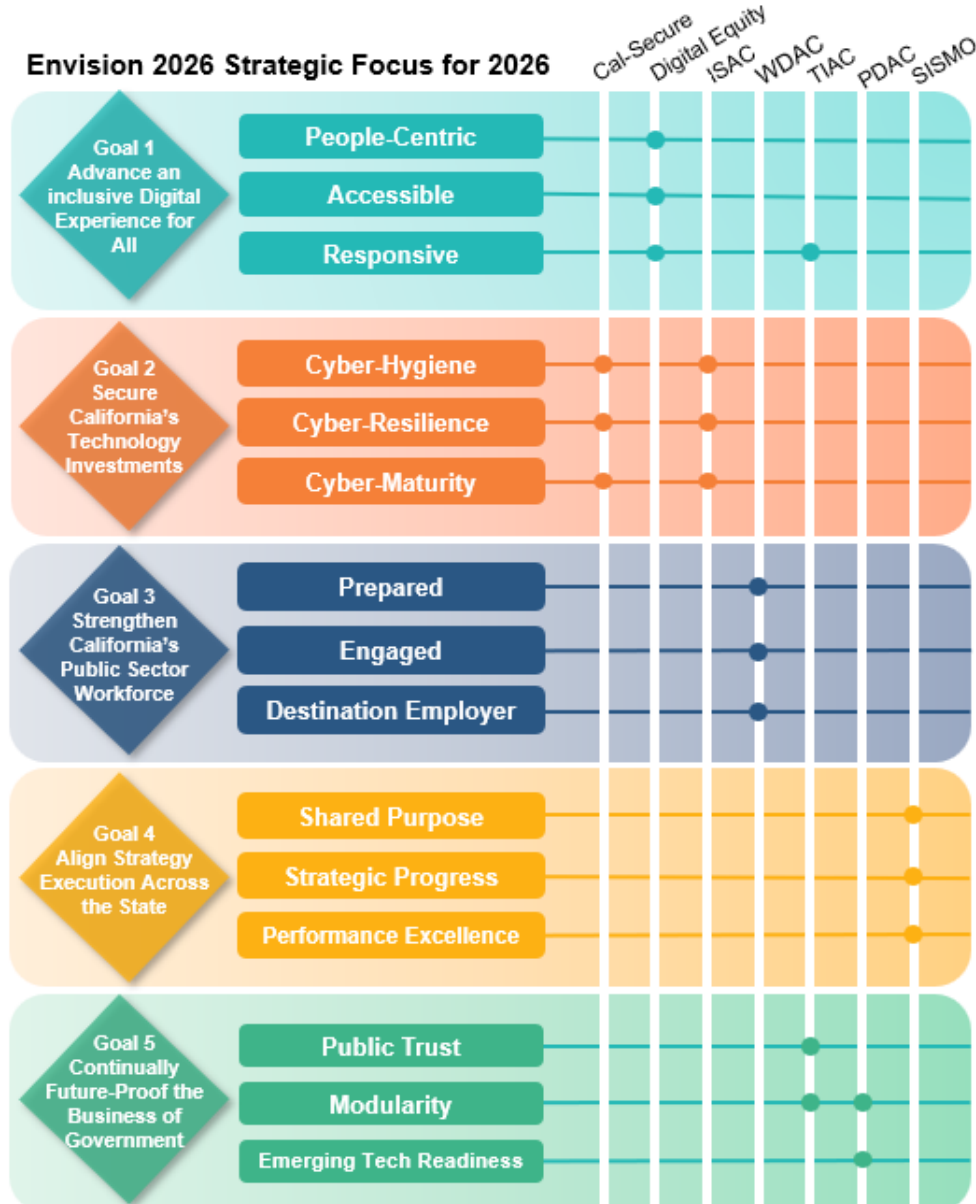 Envision 2026 Strategic Focus for 2026
Cal-Secure
Digital Equity
ISAC
WDAC
TIAC
PDAC
SISMO
Goal 1
Advance an
inclusive Digital
Experience for
All
People-Centric
Accessible
Responsive
Goal 2
Secure
California's
Technology
Investments
Cyber-Hygiene
Cyber-Resilience
Cyber-Maturity
Goal 3
Strengthen
California's
Public Sector
Workforce
Prepared
Engaged
Destination Employer
Goal 4
Align Strategy
Execution Across
the State
Shared Purpose
Strategic Progress
Performance Excellence
Goal 5
Continually
Future-Proof the
Business of
Government
Public Trust
Modularity
Emerging Tech Readiness